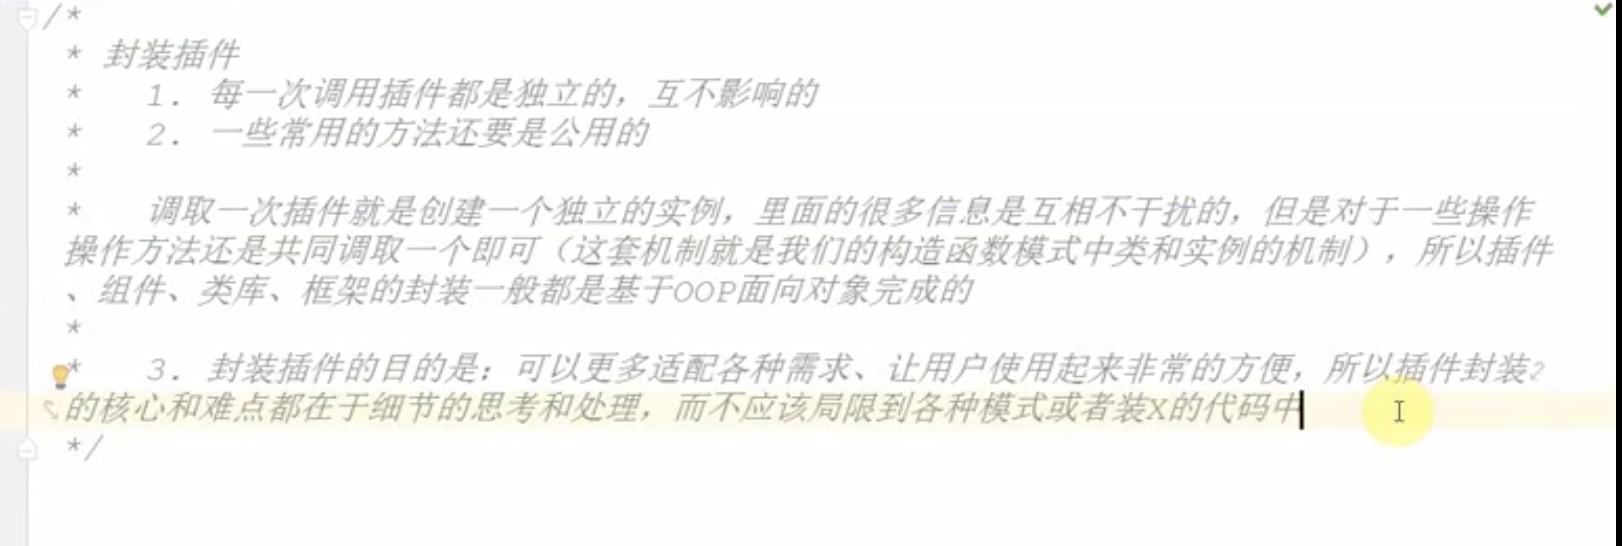 /*
* 封装插件
*   1. 每一次调用插件都是独立的，互不影响的
*   2. 一些常用的方法还要是公用的
*
*   调取一次插件就是创建一个独立的实例，里面的很多信息是互相不干扰的，但是对于一些操作
操作方法还是共同调取一个即可（这套机制就是我们的构造函数模式中类和实例的机制），所以插件
、组件、类库、框架的封装一般都是基于OOP面向对象完成的
*
*   3. 封装插件的目的是：可以更多适配各种需求、让用户使用起来非常的方便，所以插件封装
的核心和难点都在于细节的思考和处理，而不应该局限到各种模式或者装X的代码中
*/